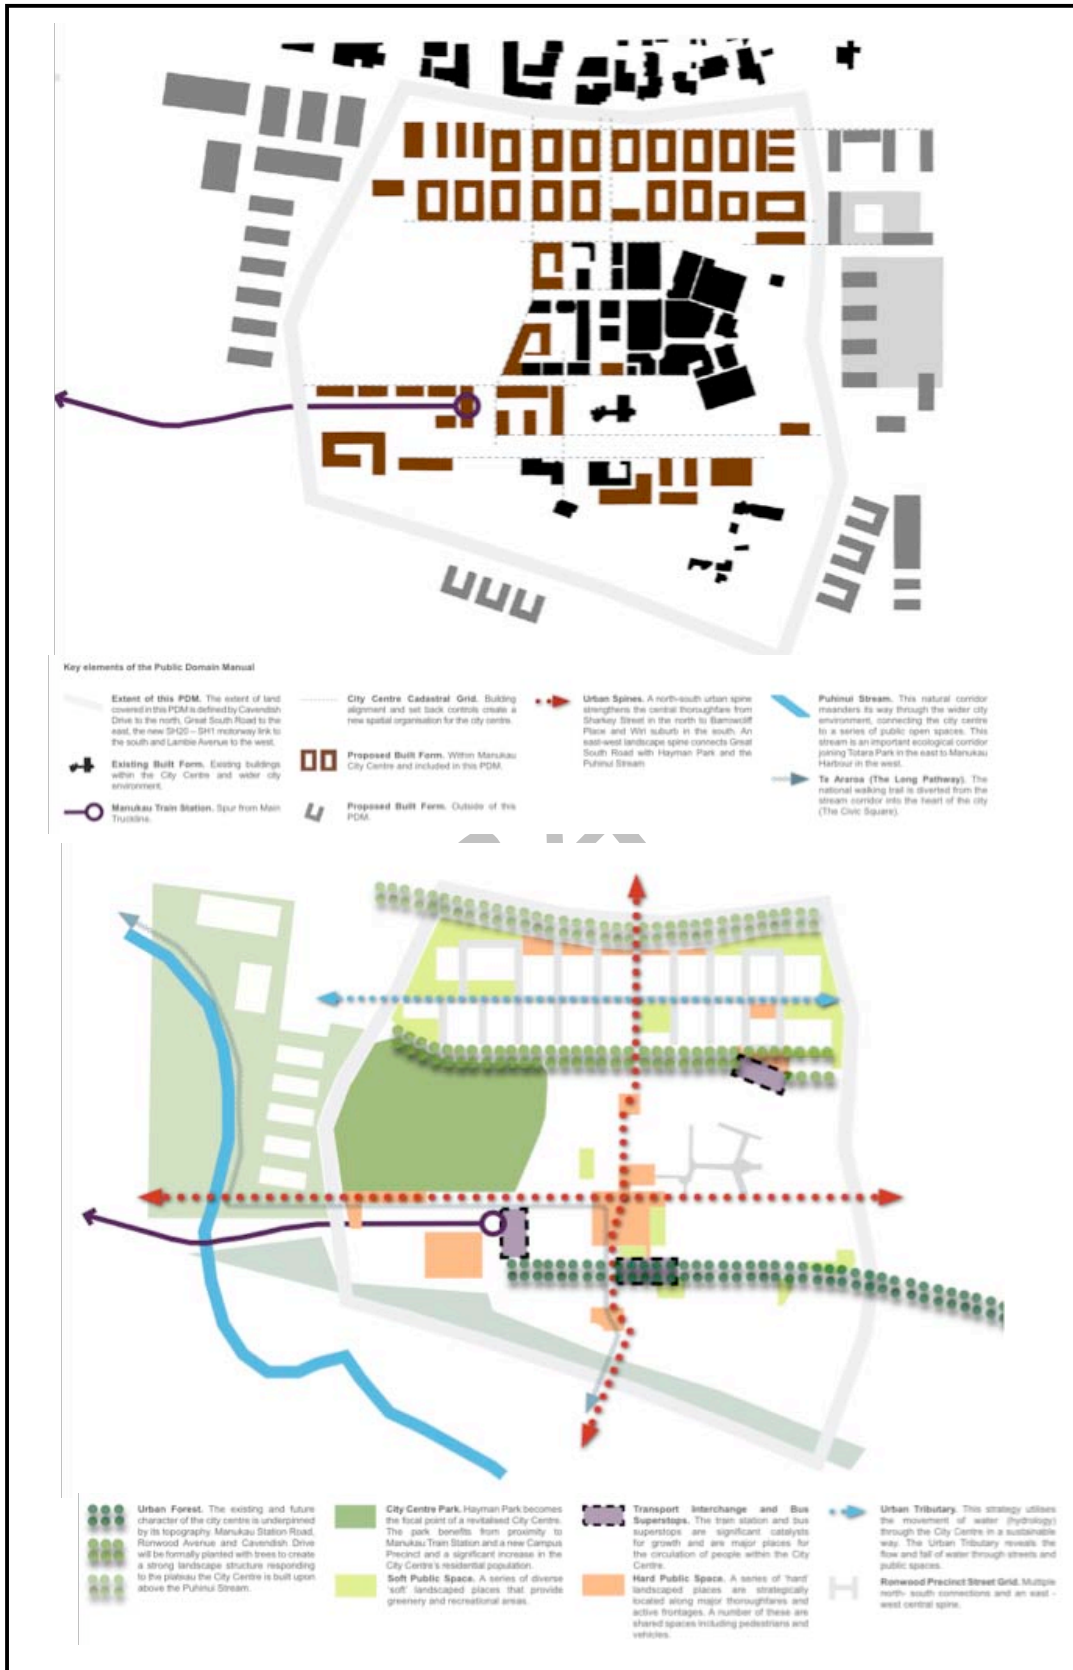 Key elements of the Public Domain Manual
Extent of this PDM. The extent of land
covered in this PDM is defined by Cavendish
Drive to the north, Great South Road to the
east, the new SH20 – SH1 motorway link to
the south and Lambie Avenue to the west.
Existing Built Form. Existing buildings
within the City Centre and wider city
environment.
Manukau Train Station. Spur from Main
Truckline.
City Centre Cadastral Grid. Building
alignment and set back controls create a
new spatial organisation for the city centre.
Proposed Built Form. Within Manukau
City Centre and included in this PDM.
Proposed Built Form. Outside of this
PDM.
Urban Spines. A north-south urban spine
strengthens the central thoroughfare from
Sharkey Street in the north to Barrowcliff
Place and Wiri suburb in the south. An
east-west landscape spine connects Great
South Road with Hayman Park and the
Puhinui Stream
Puhinui Stream. This natural corridor
meanders its way through the wider city
environment, connecting the city centre
to a series of public open spaces. This
stream is an important ecological corridor
joining Totara Park in the east to Manukau
Harbour in the west.
Te Araroa (The Long Pathway). The
national walking trail is diverted from the
stream corridor into the heart of the city
(The Civic Square).
Urban Forest. The existing and future
character of the city centre is underpinned
by its topography. Manukau Station Road,
Ronwood Avenue and Cavendish Drive
will be formally planted with trees to create
a strong landscape structure responding
to the plateau the City Centre is built upon
above the Puhinui Stream.
City Centre Park. Hayman Park becomes
the focal point of a revitalised City Centre.
The park benefits from proximity to
Manukau Train Station and a new Campus
Precinct and a significant increase in the
City Centre's residential population.
Soft Public Space. A series of diverse
'soft' landscaped places that provide
greenery and recreational areas.
Transport Interchange and Bus
Superstops. The train station and bus
superstops are significant catalysts
for growth and are major places for
the circulation of people within the City
Centre.
Hard Public Space. A series of 'hard'
landscaped places are strategically
located along major thoroughfares and
active frontages. A number of these are
shared spaces including pedestrians and
vehicles.
Urban Tributary. This strategy utilises
the movement of water (hydrology)
through the City Centre in a sustainable
way. The Urban Tributary reveals the
flow and fall of water through streets and
public spaces.
Ronwood Precinct Street Grid. Multiple
north- south connections and an east -
west central spine.